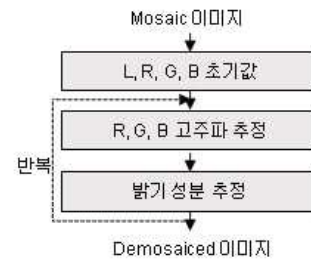 Mosaic 이미지
L, R, G, B 초기값
R, G, B 고주파 추정
반복
밝기 성분 추정
Demosaiced 이미지